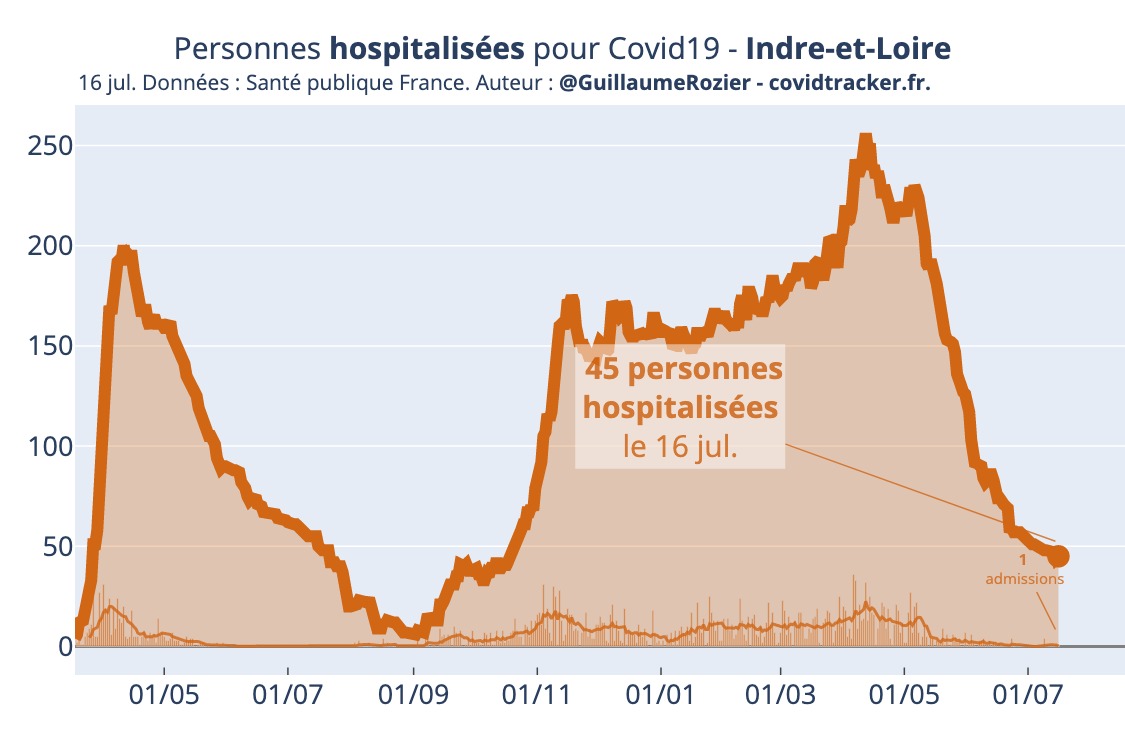 Personnes hospitalisées pour Covid19 - Indre-et-Loire
16 jul. Données : Santé publique France. Auteur : @GuillaumeRozier - covidtracker.fr.
250
200
150
100
50
0
45 personnes
hospitalisées
le 16 jul.
1
admissions
01/05 01/07 01/09 01/11 01/01 01/03 01/05 01/07